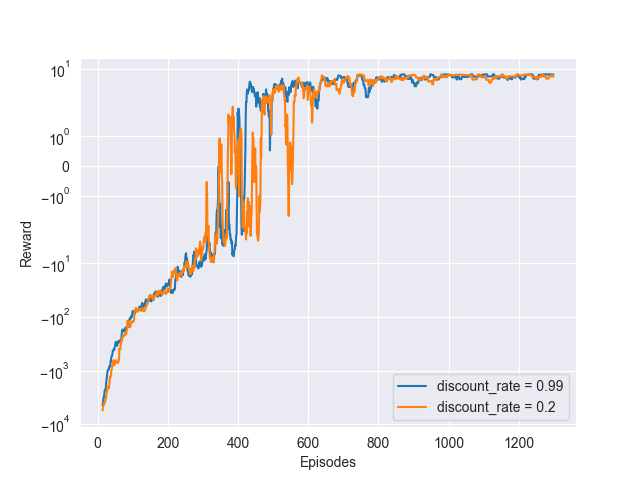 Reward
10^1
10^0
0
−10^0
−10^1
−10^2
−10^3
−10^4
0 200 400 600 800 1000 1200
Episodes
discount_rate = 0.99
discount_rate = 0.2